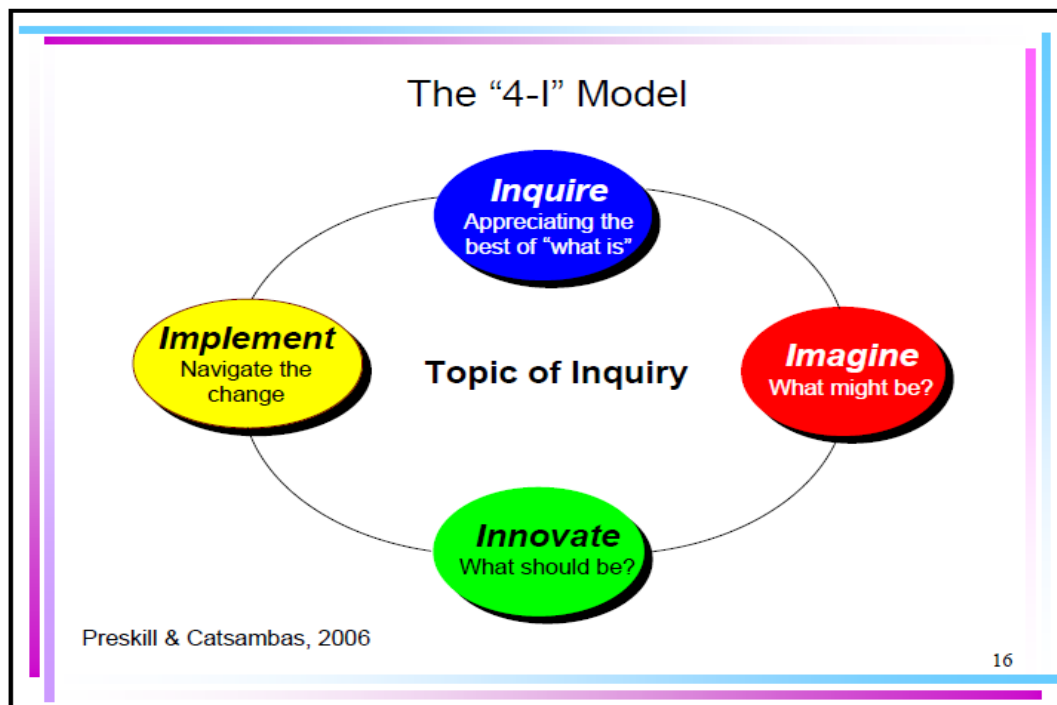 The “4-I” Model
Inquire
Appreciating the
best of “what is”
Implement
Navigate the
change
Topic of Inquiry
Imagine
What might be?
Innovate
What should be?
Preskill & Catsambas, 2006
16